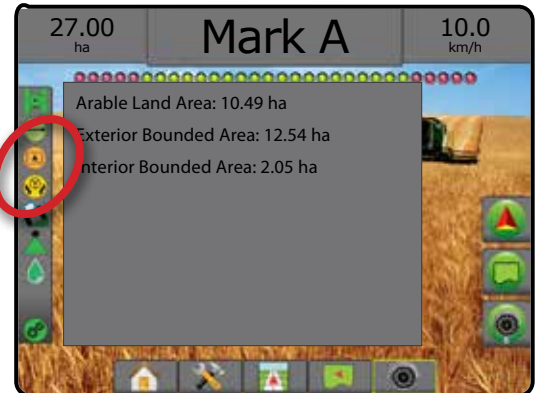 27.00
ha
Mark A
10.0
km/h
Arable Land Area: 10.49 ha
Exterior Bounded Area: 12.54 ha
Interior Bounded Area: 2.05 ha